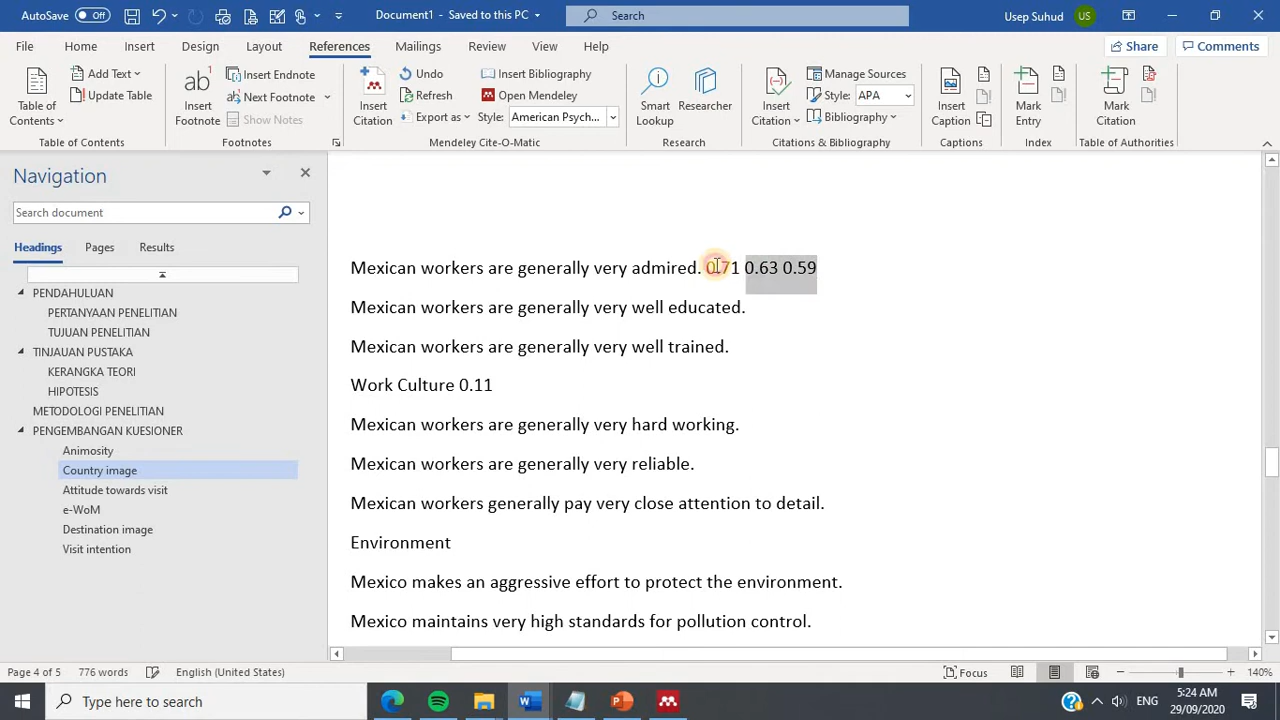 AutoSave Off Document1 - Saved to this PC Search Usep Suhud US
File Home Insert Design Layout References Mailings Review View Help Share Comments
Table of Contents
Add Text
Update Table
Table of Contents
Insert Footnote
Insert Endnote
Next Footnote
Show Notes
Footnotes
Insert Citation
Undo
Refresh
Export as
Insert Bibliography
Open Mendeley
Style: American Psych...
Mendeley Cite-O-Matic
Smart Lookup
Researcher
Research
Insert Citation
Manage Sources
Style: APA
Bibliography
Citations & Bibliography
Insert Caption
Captions
Mark Entry
Index
Mark Citation
Table of Authorities
Navigation
Search document
Headings Pages Results
PENDAHULUAN
PERTANYAAN PENELITIAN
TUJUAN PENELITIAN
TINJAUAN PUSTAKA
KERANGKA TEORI
HIPOTESIS
METODOLOGI PENELITIAN
PENGEMBANGAN KUESIONER
Animosity
Country image
Attitude towards visit
e-WoM
Destination image
Visit intention
Mexican workers are generally very admired. 0.71 0.63 0.59
Mexican workers are generally very well educated.
Mexican workers are generally very well trained.
Work Culture 0.11
Mexican workers are generally very hard working.
Mexican workers are generally very reliable.
Mexican workers generally pay very close attention to detail.
Environment
Mexico makes an aggressive effort to protect the environment.
Mexico maintains very high standards for pollution control.
Page 4 of 5 776 words English (United States) Focus 140%
Type here to search ENG 5:24 AM
29/09/2020